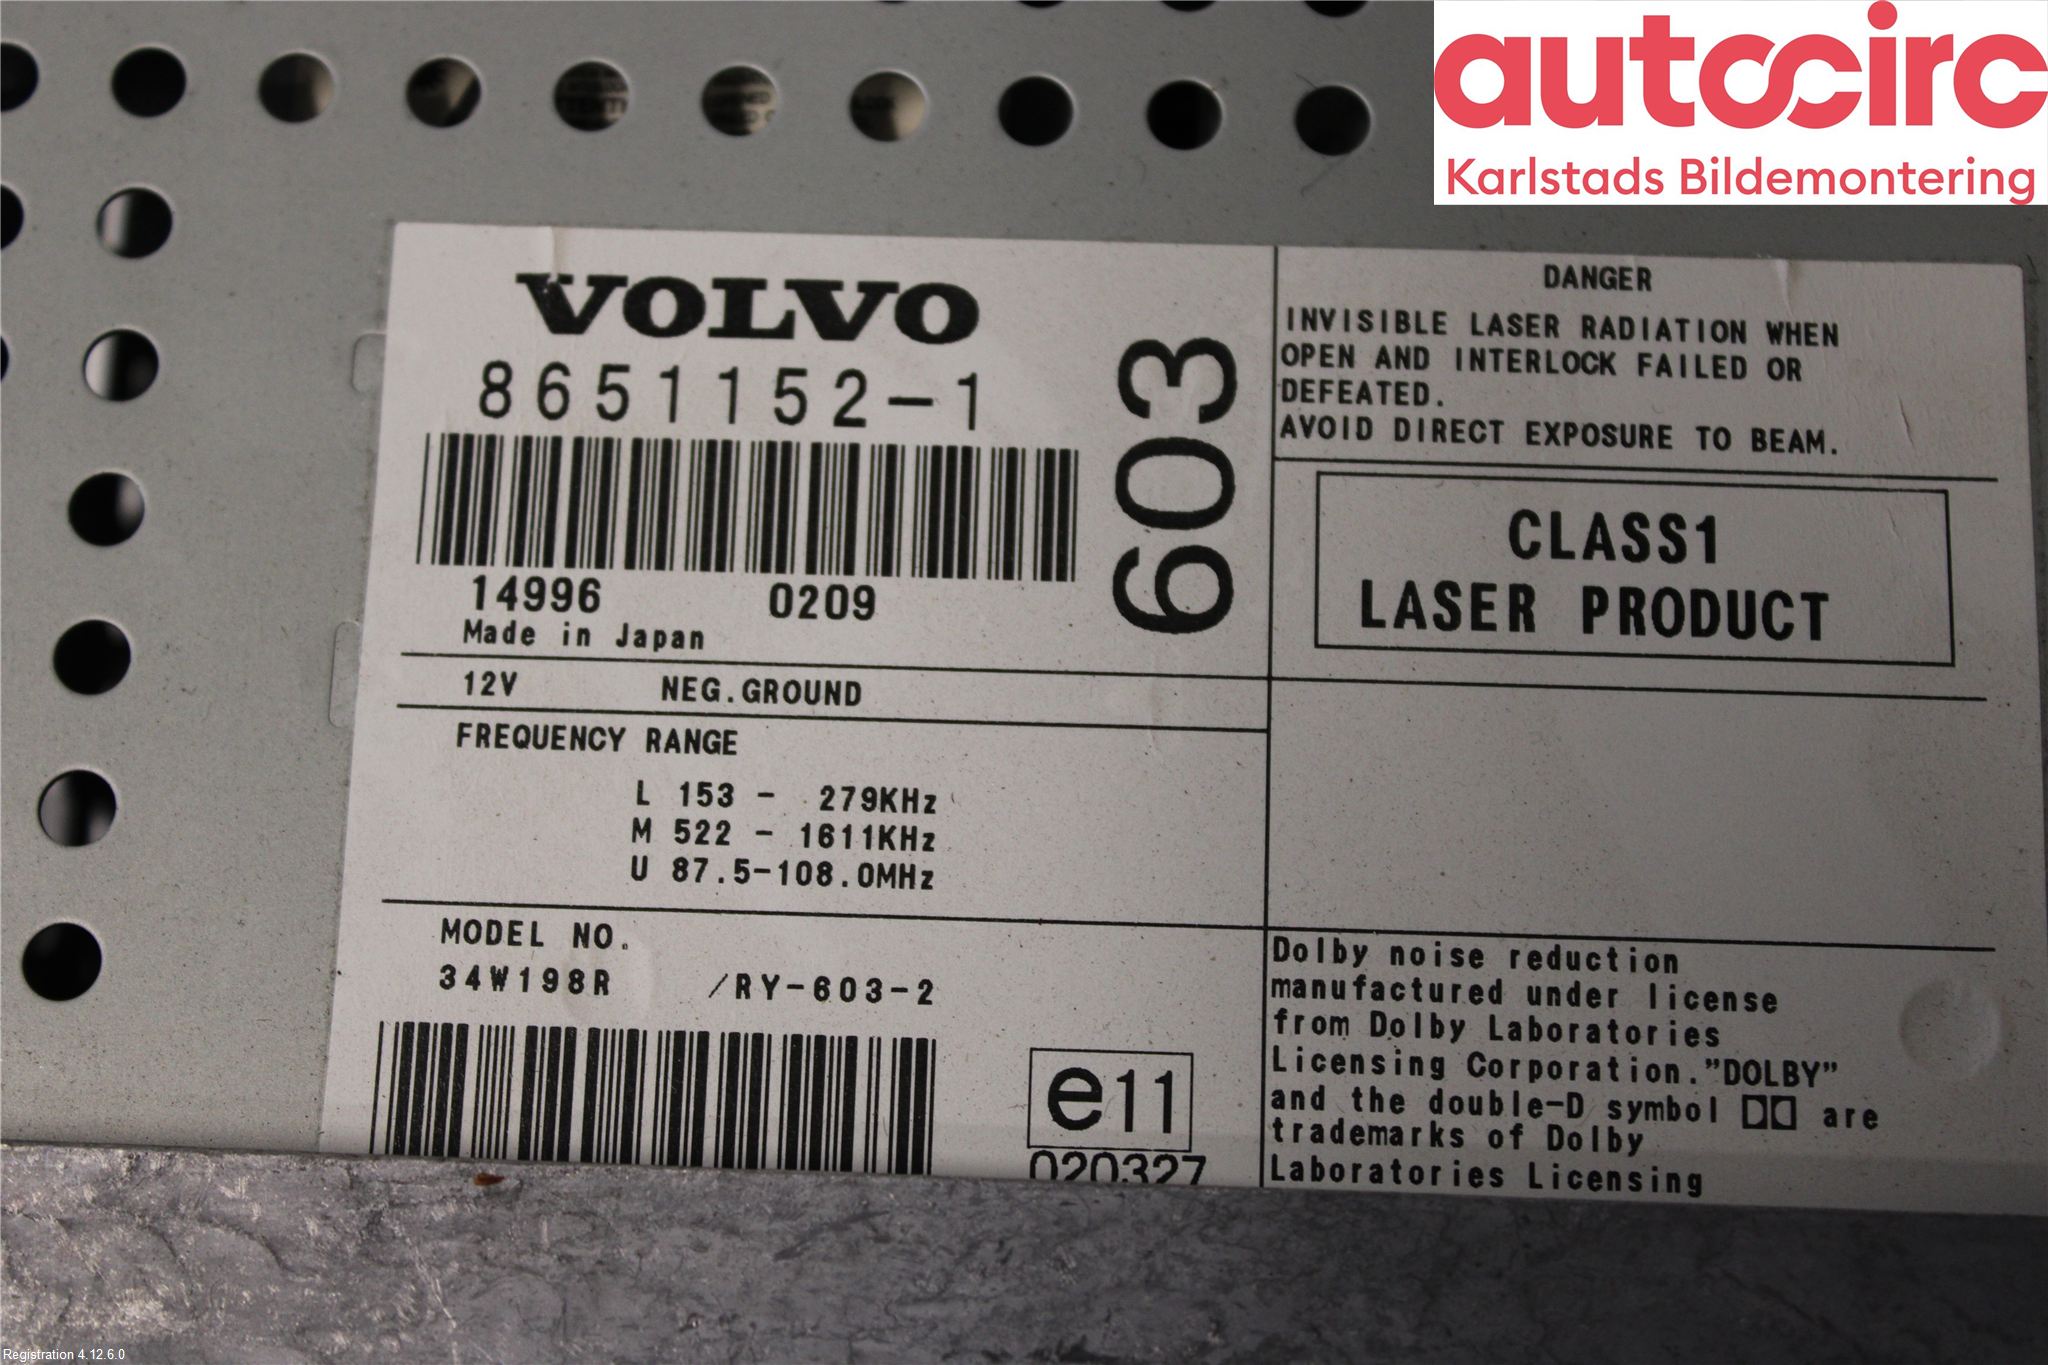 autocirc
Karlstads Bildemontering
VOLVO
8651152-1
14996 0209
Made in Japan
603
12V NEG.GROUND
FREQUENCY RANGE
L 153 - 279KHz
M 522 - 1611KHz
U 87.5-108.0MHz
MODEL NO.
34W198R /RY-603-2
e11
020327
DANGER
INVISIBLE LASER RADIATION WHEN
OPEN AND INTERLOCK FAILED OR
DEFEATED.
AVOID DIRECT EXPOSURE TO BEAM.
CLASS1
LASER PRODUCT
Dolby noise reduction
manufactured under license
from Dolby Laboratories
Licensing Corporation."DOLBY"
and the double-D symbol are
trademarks of Dolby
Laboratories Licensing
Registration 4.12.6.0